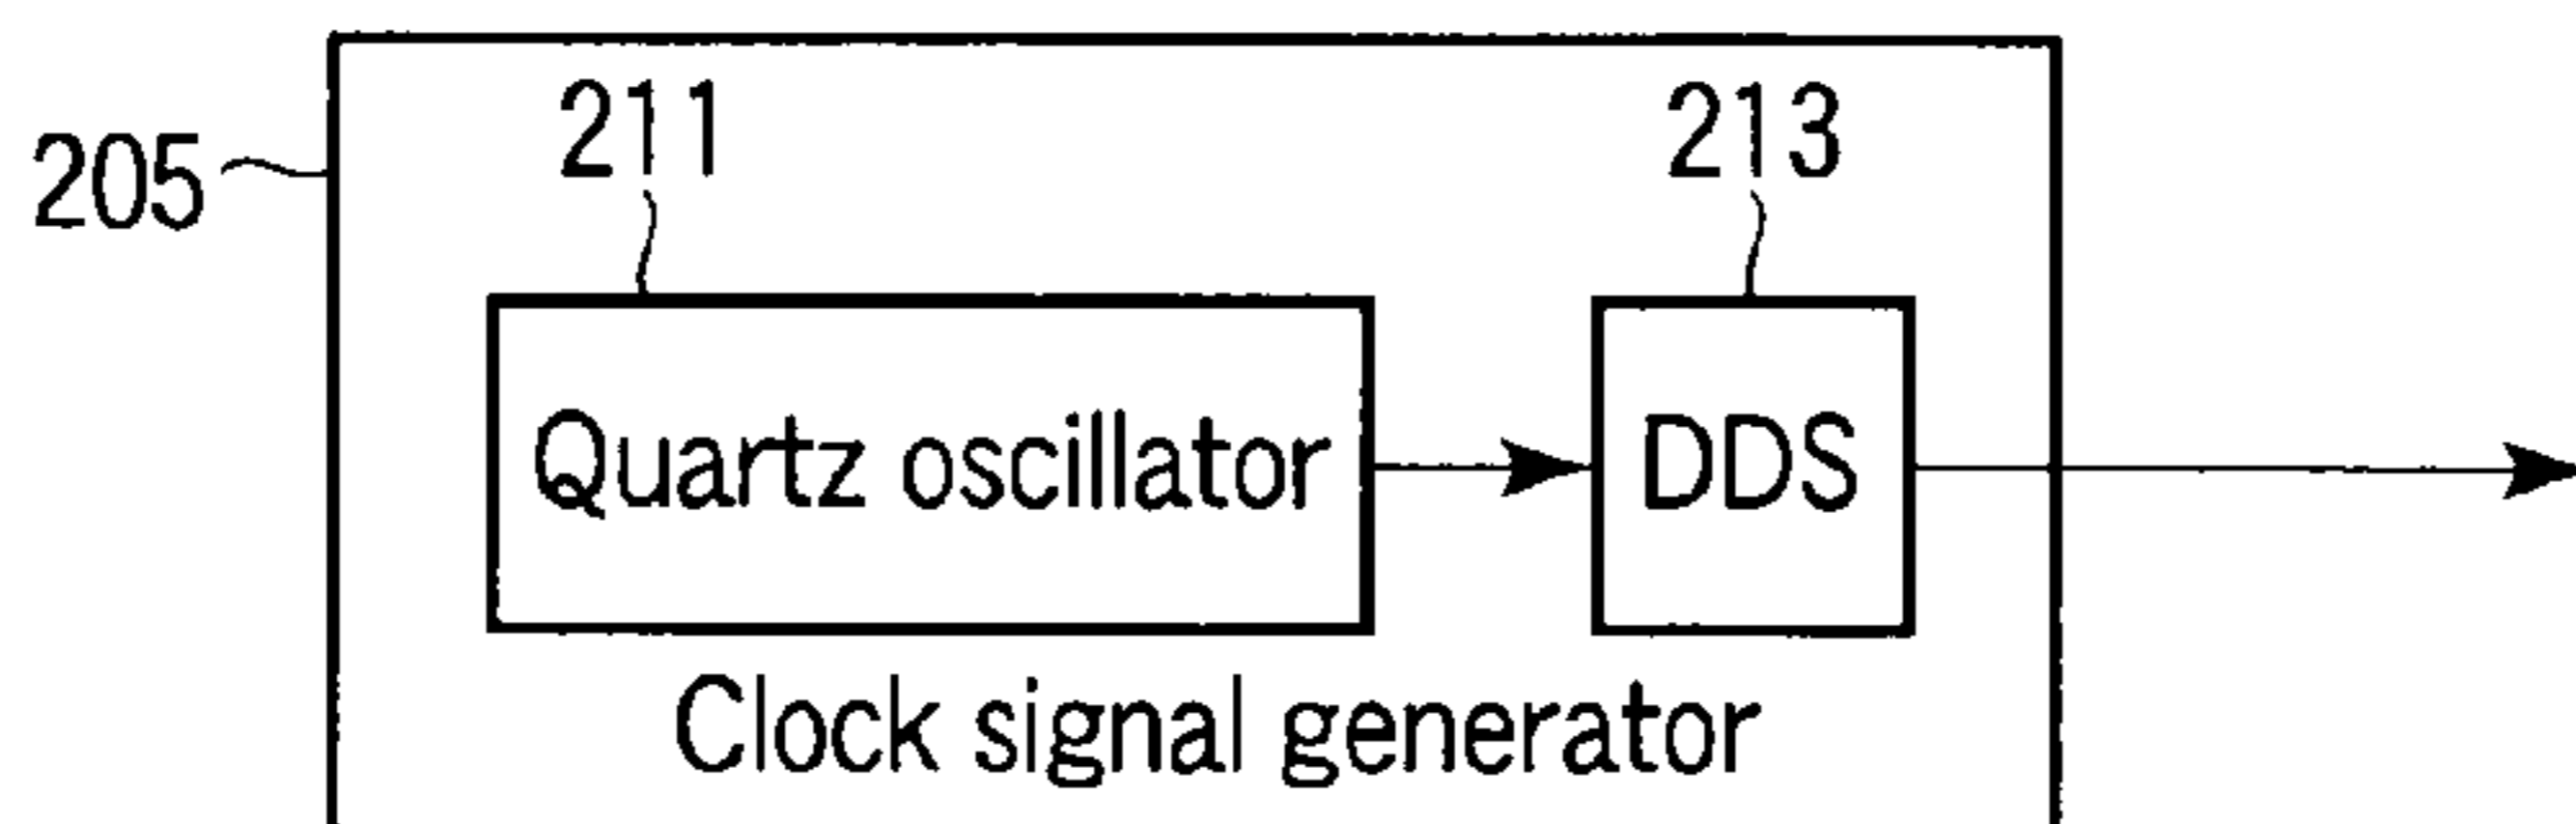 211
213
205
Quartz oscillator
DDS
Clock signal generator